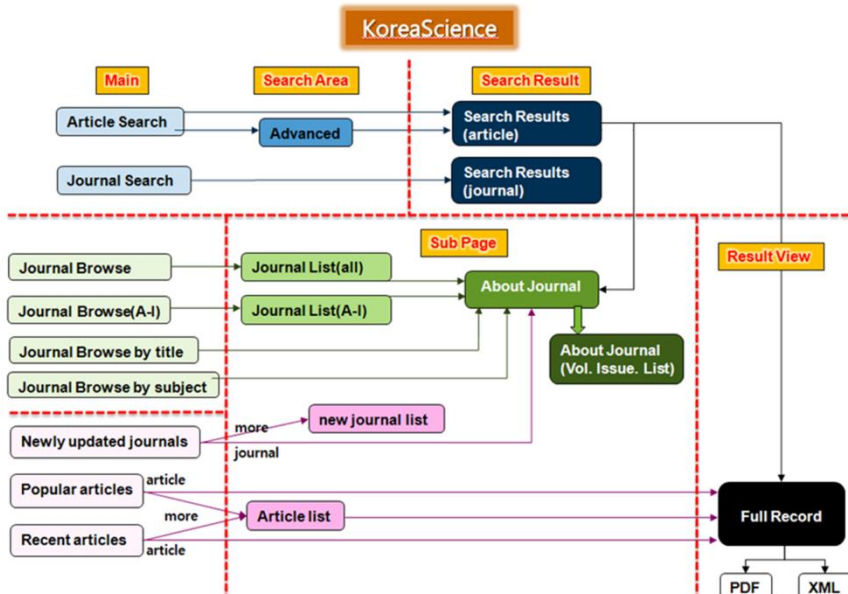 KoreaScience
Main
Search Area
Search Result
Article Search
Advanced
Search Results
(article)
Journal Search
Search Results
(journal)
Sub Page
Result View
Journal Browse
Journal List(all)
About Journal
Journal Browse(A-I)
Journal List(A-I)
Journal Browse by title
About Journal
(Vol. Issue. List)
Journal Browse by subject
Newly updated journals
more
new journal list
journal
Popular articles
article
more
Article list
Recent articles
article
Full Record
PDF
XML